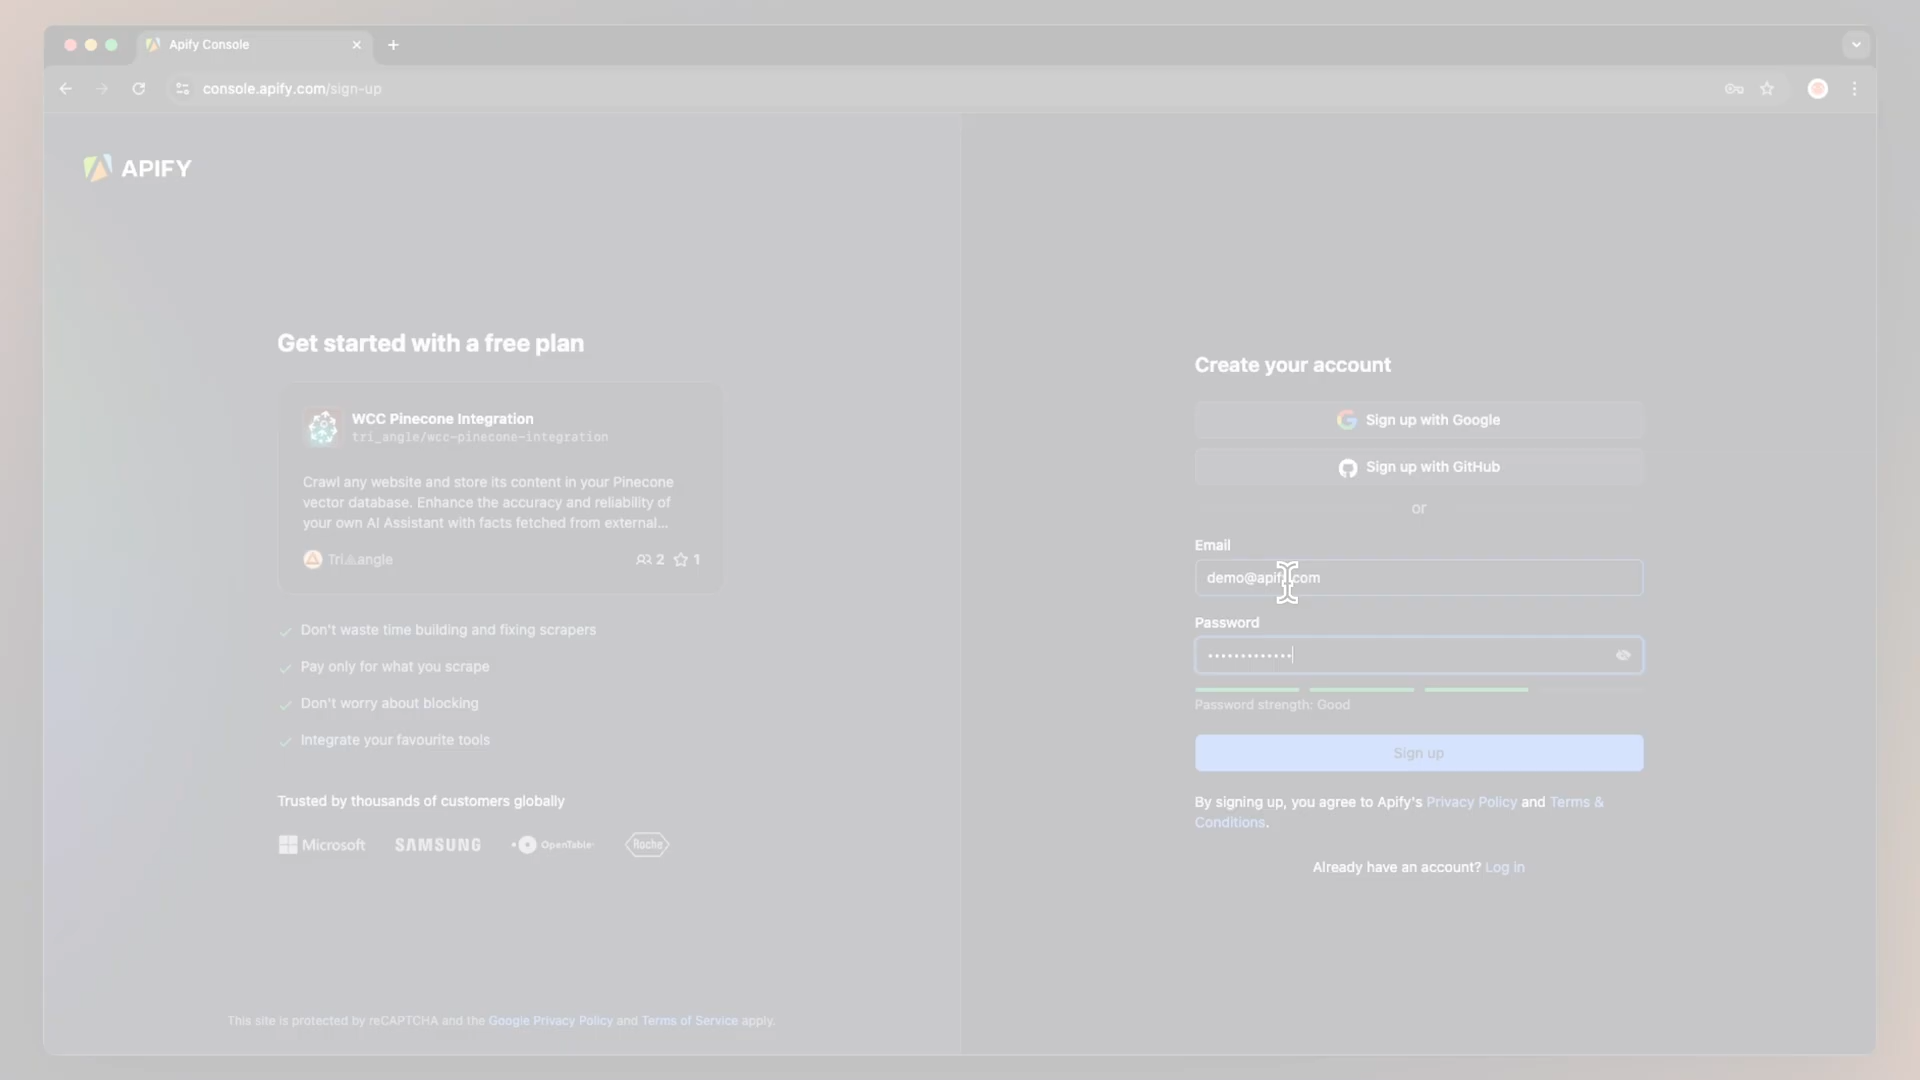 Apify Console
console.apify.com/sign-up
APIFY
Get started with a free plan
WCC Pinecone Integration
tri_angle/wcc-pinecone-integration
Crawl any website and store its content in your Pinecone
vector database. Enhance the accuracy and reliability of
your own AI Assistant with facts fetched from external...
Tri⟁angle
2
1
Don't waste time building and fixing scrapers
Pay only for what you scrape
Don't worry about blocking
Integrate your favourite tools
Trusted by thousands of customers globally
Microsoft
SAMSUNG
OpenTable
Roche
This site is protected by reCAPTCHA and the Google Privacy Policy and Terms of Service apply.
Create your account
Sign up with Google
Sign up with GitHub
or
Email
demo@apify.com
Password
•••••••••••••
Password strength: Good
Sign up
By signing up, you agree to Apify's Privacy Policy and Terms &
Conditions.
Already have an account? Log in